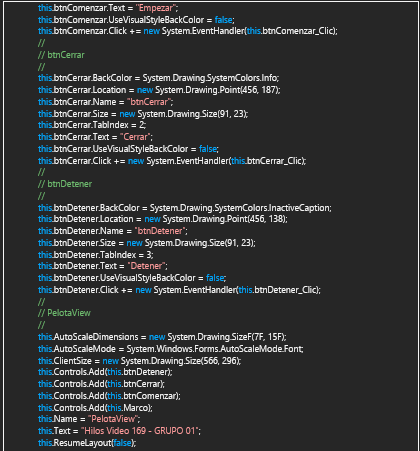 this.btnComenzar.Text = "Empezar";
this.btnComenzar.UseVisualStyleBackColor = false;
this.btnComenzar.Click += new System.EventHandler(this.btnComenzar_Clic);
//
// btnCerrar
//
this.btnCerrar.BackColor = System.Drawing.SystemColors.Info;
this.btnCerrar.Location = new System.Drawing.Point(456, 187);
this.btnCerrar.Name = "btnCerrar";
this.btnCerrar.Size = new System.Drawing.Size(91, 23);
this.btnCerrar.TabIndex = 2;
this.btnCerrar.Text = "Cerrar";
this.btnCerrar.UseVisualStyleBackColor = false;
this.btnCerrar.Click += new System.EventHandler(this.btnCerrar_Clic);
//
// btnDetener
//
this.btnDetener.BackColor = System.Drawing.SystemColors.InactiveCaption;
this.btnDetener.Location = new System.Drawing.Point(456, 138);
this.btnDetener.Name = "btnDetener";
this.btnDetener.Size = new System.Drawing.Size(91, 23);
this.btnDetener.TabIndex = 3;
this.btnDetener.Text = "Detener";
this.btnDetener.UseVisualStyleBackColor = false;
this.btnDetener.Click += new System.EventHandler(this.btnDetener_Clic);
//
// PelotaView
//
this.AutoScaleDimensions = new System.Drawing.SizeF(7F, 15F);
this.AutoScaleMode = System.Windows.Forms.AutoScaleMode.Font;
this.ClientSize = new System.Drawing.Size(566, 296);
this.Controls.Add(this.btnDetener);
this.Controls.Add(this.btnCerrar);
this.Controls.Add(this.btnComenzar);
this.Controls.Add(this.Marco);
this.Name = "PelotaView";
this.Text = "Hilos Video 169 - GRUPO 01";
this.ResumeLayout(false);